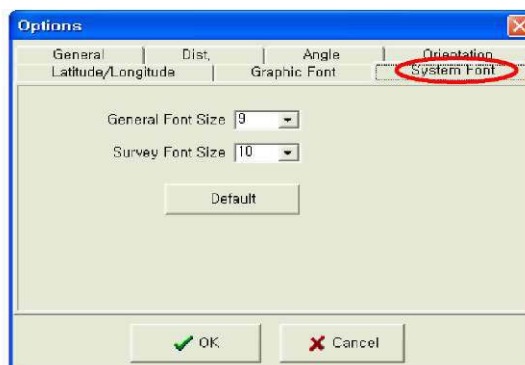 Options
General Dist, Angle Orientation
Latitude/Longitude Graphic Font System Font
General Font Size 9
Survey Font Size 10
Default
OK Cancel